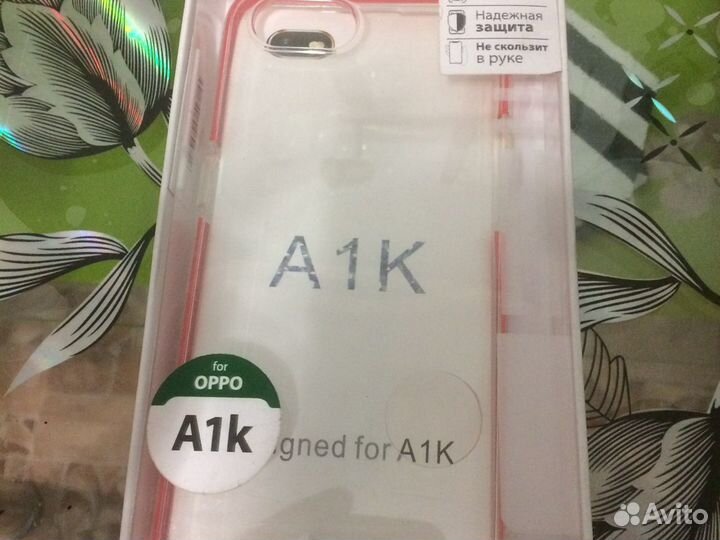 Надежная
защита
Не скользит
в руке
A1K
for
OPPO
A1k
gned for A1K
Avito